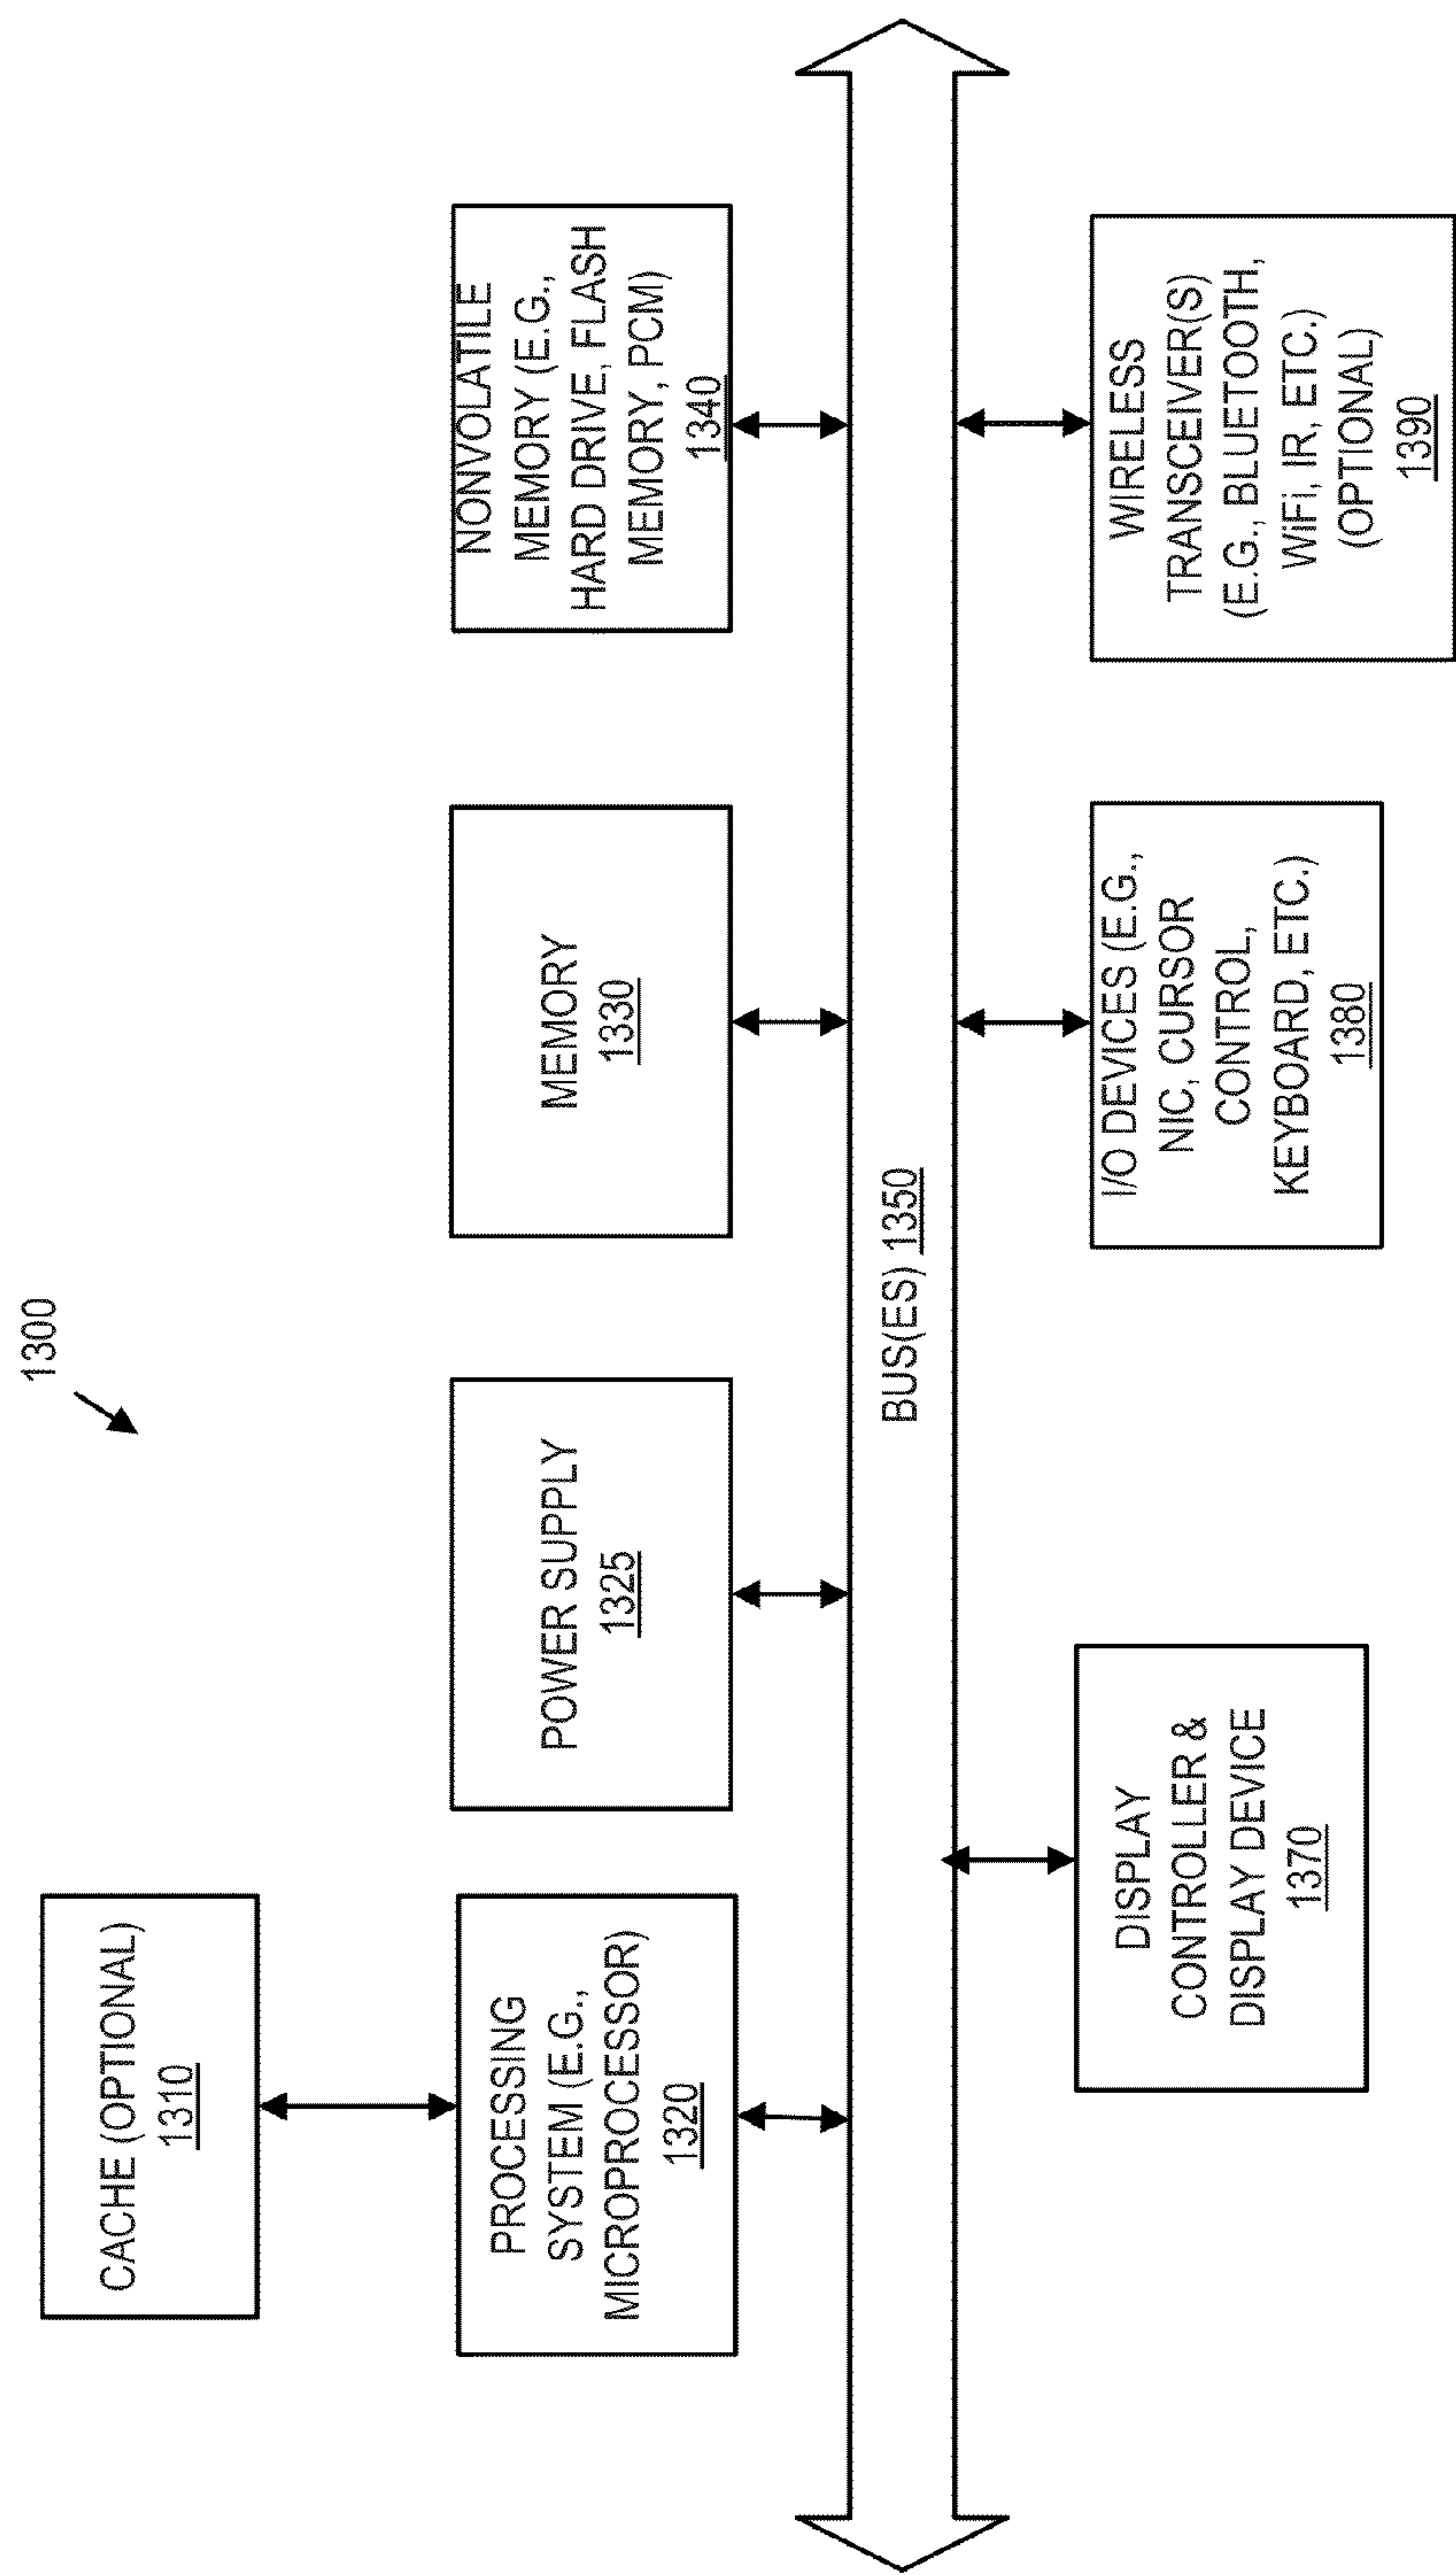 1300
CACHE (OPTIONAL)
1310
PROCESSING
SYSTEM (E.G.,
MICROPROCESSOR)
1320
POWER SUPPLY
1325
MEMORY
1330
NONVOLATILE
MEMORY (E.G.,
HARD DRIVE, FLASH
MEMORY, PCM)
1340
BUS(ES) 1350
DISPLAY
CONTROLLER &
DISPLAY DEVICE
1370
I/O DEVICES (E.G.,
NIC, CURSOR
CONTROL,
KEYBOARD, ETC.)
1380
WIRELESS
TRANSCEIVER(S)
(E.G., BLUETOOTH,
WiFi, IR, ETC.)
(OPTIONAL)
1390